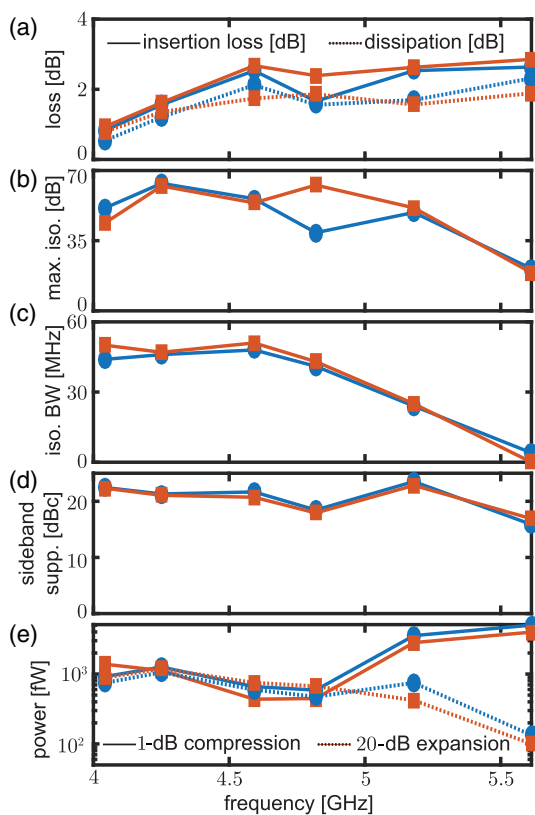 (a)
4
2
0
loss [dB]
insertion loss [dB]
dissipation [dB]
(b)
70
35
0
max. iso. [dB]
(c)
60
30
0
iso. BW [MHz]
(d)
20
10
0
sideband
supp. [dBc]
(e)
10³
10²
power [fW]
1-dB compression
20-dB expansion
4
4.5
5
5.5
frequency [GHz]